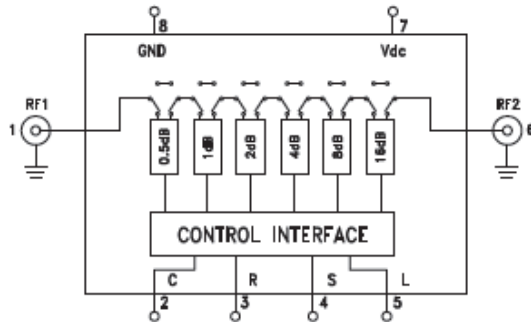 8 7
GND Vdc
RF1 RF2
1 6
0.5dB 1dB 2dB 4dB 8dB 16dB
CONTROL INTERFACE
C R S L
2 3 4 5